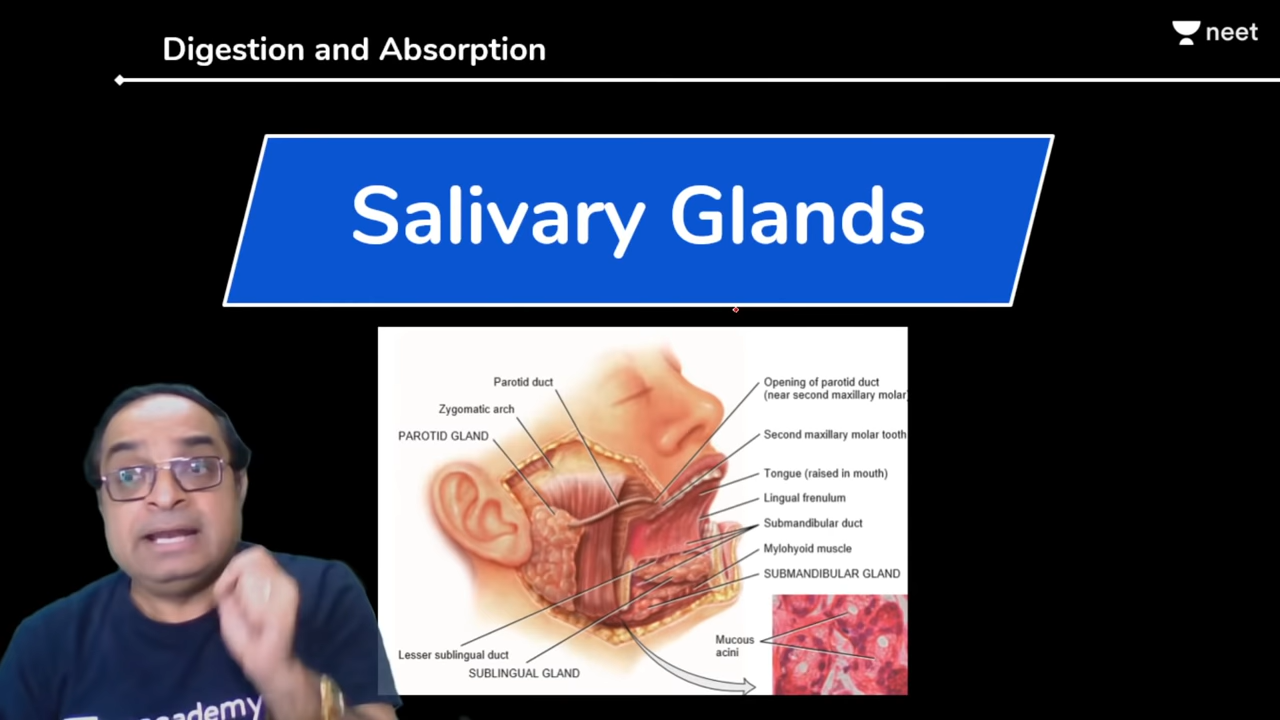 Digestion and Absorption
neet
Salivary Glands
Parotid duct
Zygomatic arch
PAROTID GLAND
Opening of parotid duct
(near second maxillary molar
Second maxillary molar tooth
Tongue (raised in mouth)
Lingual frenulum
Submandibular duct
Mylohyoid muscle
SUBMANDIBULAR GLAND
Mucous
acini
Lesser sublingual duct
SUBLINGUAL GLAND